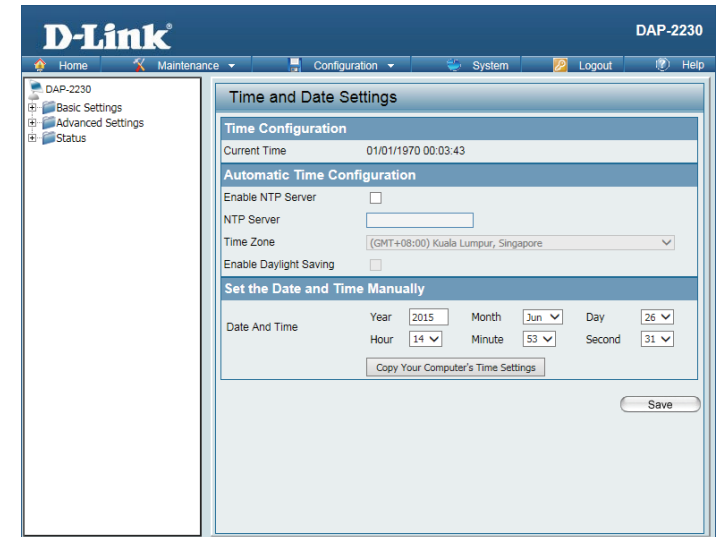 D-Link®
DAP-2230
Home Maintenance Configuration System Logout Help
DAP-2230
Basic Settings
Advanced Settings
Status
Time and Date Settings
Time Configuration
Current Time 01/01/1970 00:03:43
Automatic Time Configuration
Enable NTP Server
NTP Server
Time Zone (GMT+08:00) Kuala Lumpur, Singapore
Enable Daylight Saving
Set the Date and Time Manually
Date And Time
Year 2015 Month Jun Day 26
Hour 14 Minute 53 Second 31
Copy Your Computer's Time Settings
Save